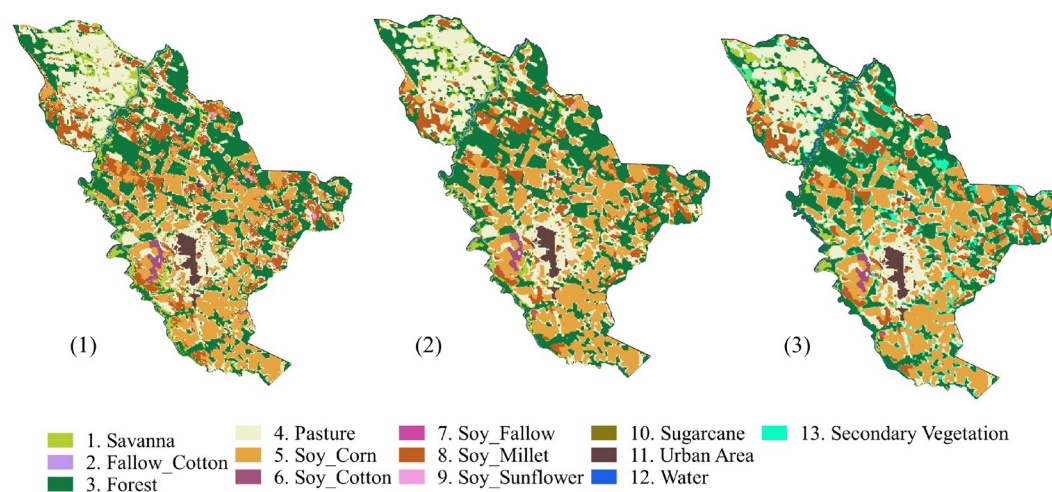 (1)
(2)
(3)
1. Savanna
4. Pasture
7. Soy_Fallow
10. Sugarcane
13. Secondary Vegetation
2. Fallow_Cotton
5. Soy_Corn
8. Soy_Millet
11. Urban Area
3. Forest
6. Soy_Cotton
9. Soy_Sunflower
12. Water